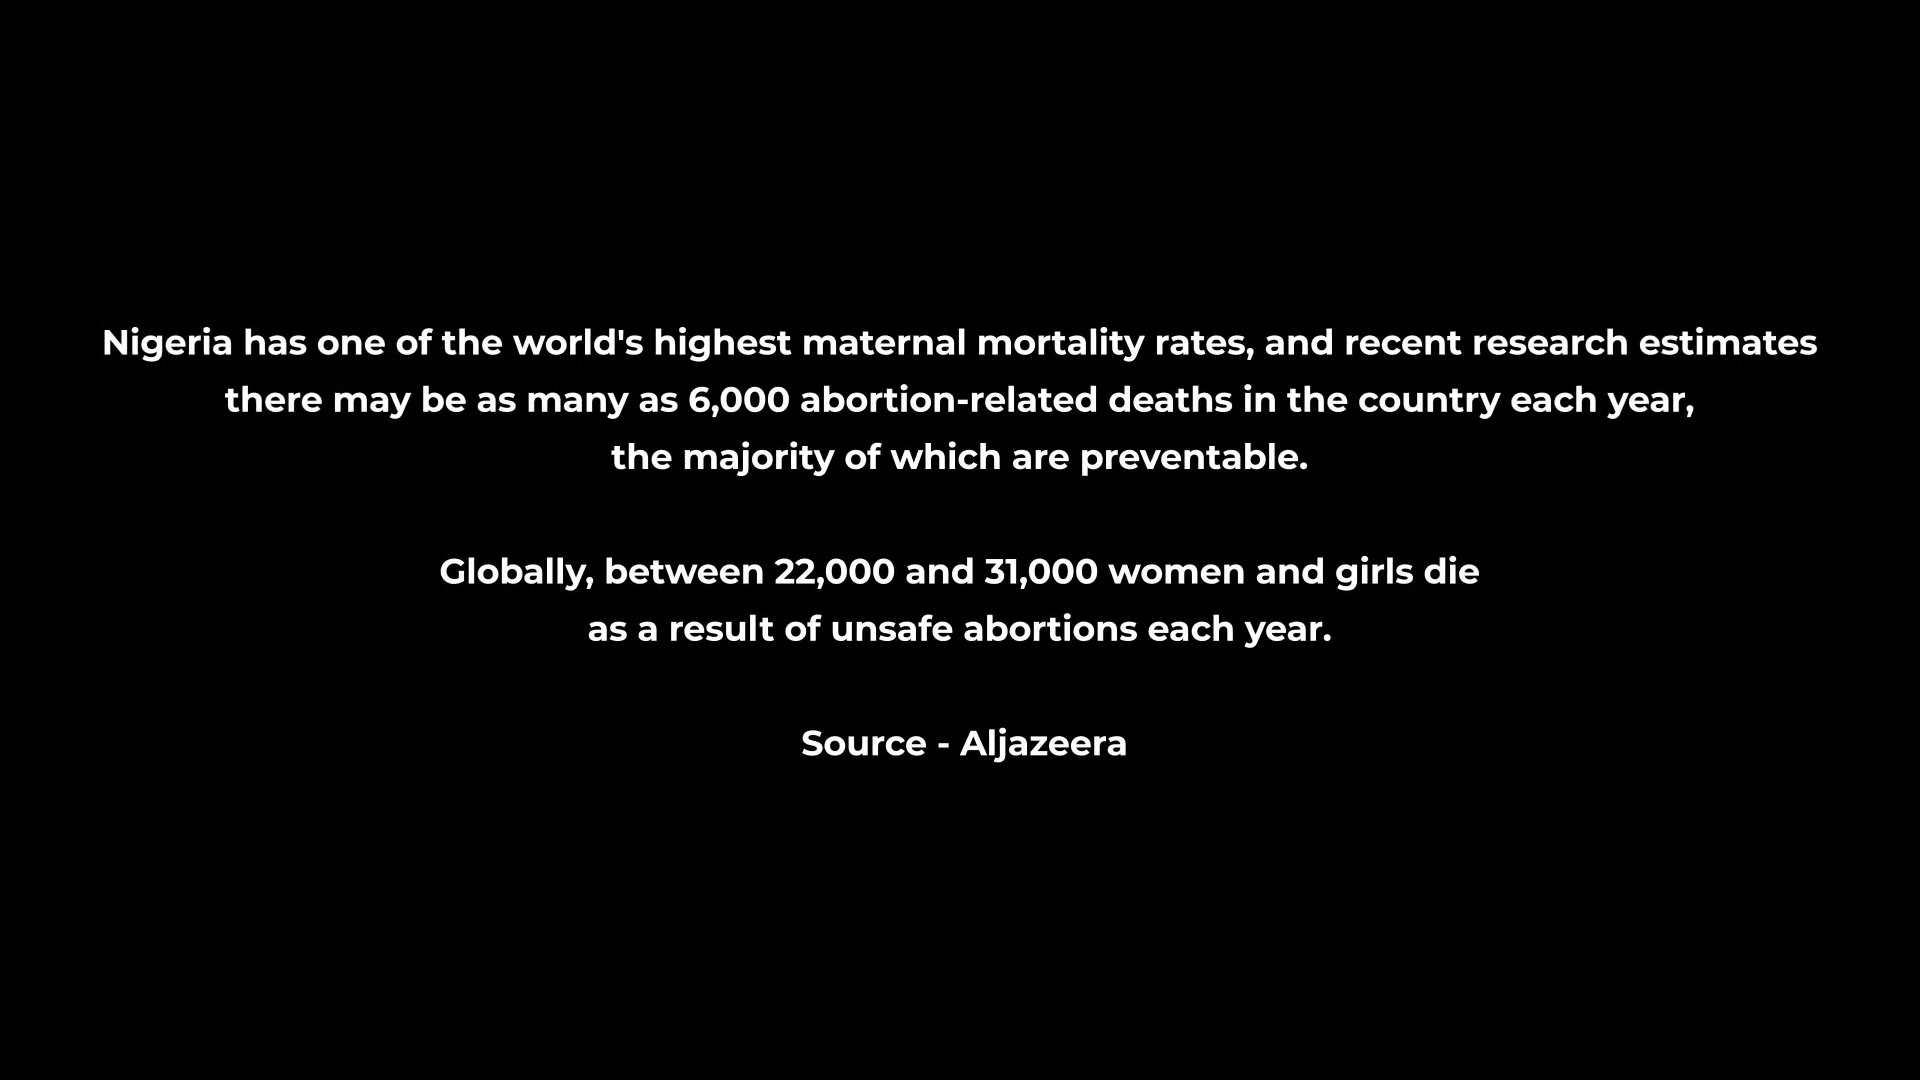 Nigeria has one of the world's highest maternal mortality rates, and recent research estimates
there may be as many as 6,000 abortion-related deaths in the country each year,
the majority of which are preventable.
Globally, between 22,000 and 31,000 women and girls die
as a result of unsafe abortions each year.
Source - Aljazeera